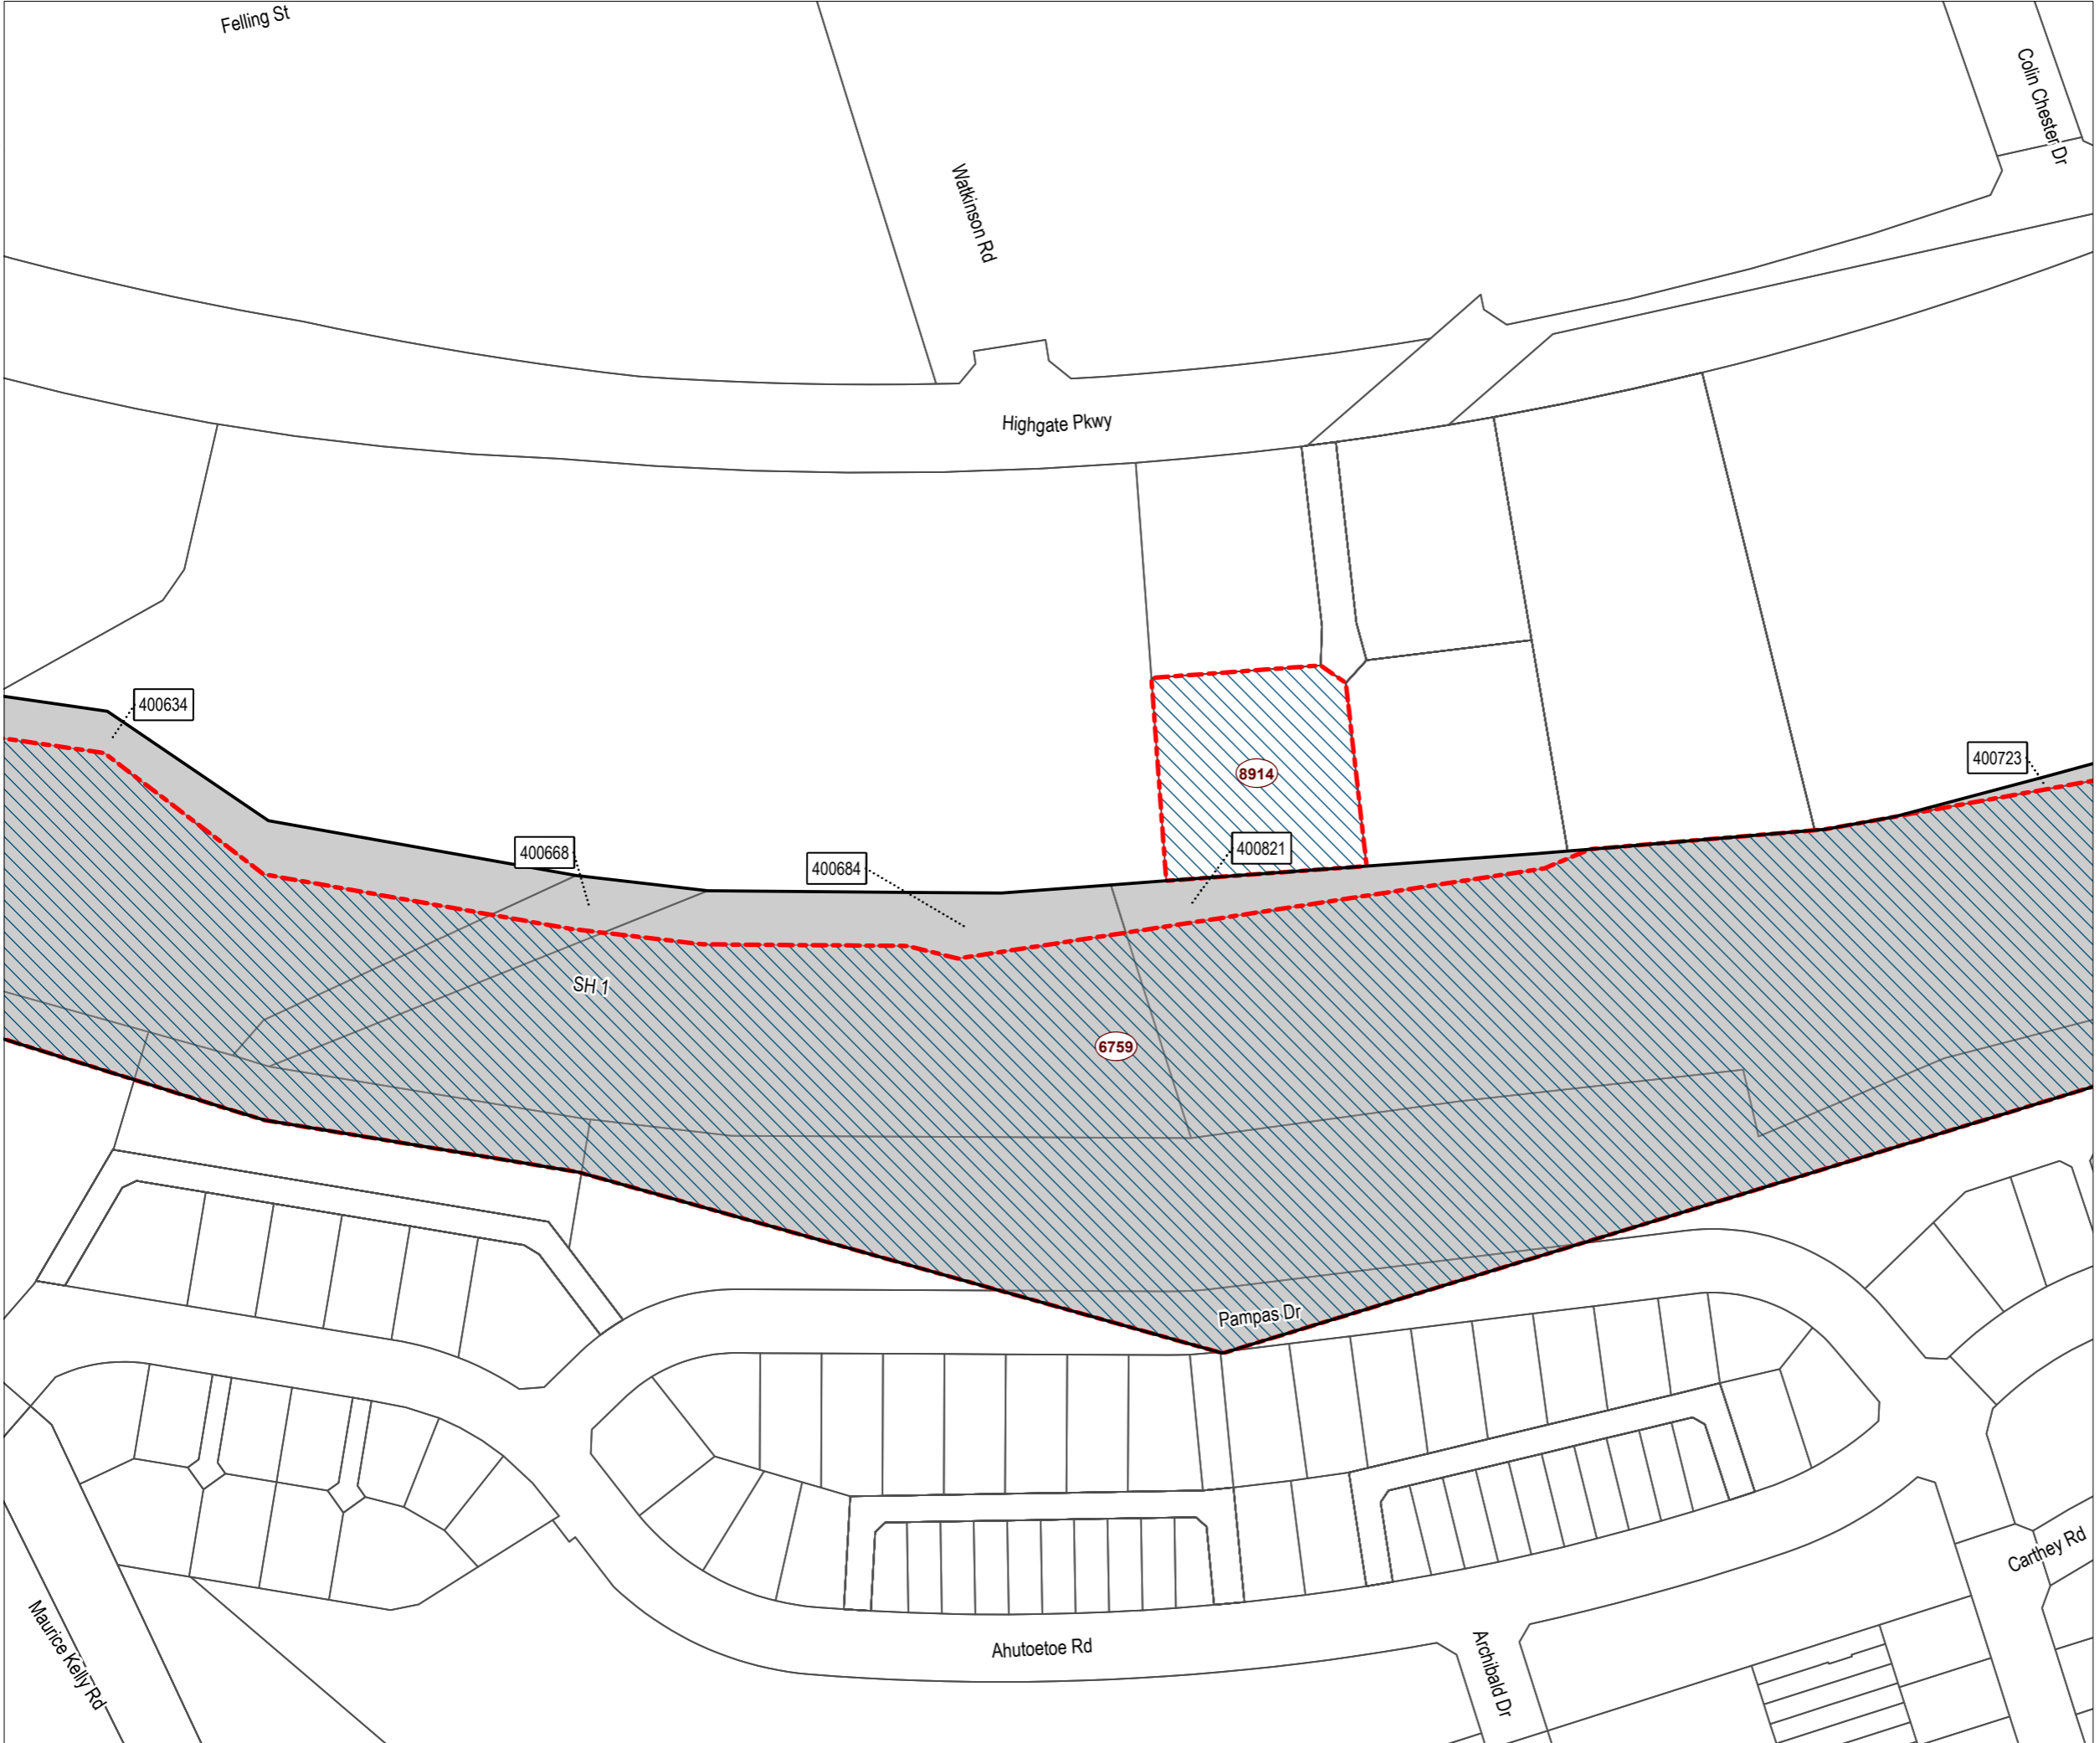 Felling St
Colin Chester Dr
Watkinson Rd
Highgate Pkwy
400634
400723
8914
400668
400684
400821
SH 1
6759
Pampas Dr
Carthey Rd
Maurice Kelly Rd
Ahutoetoe Rd
Archibald Dr